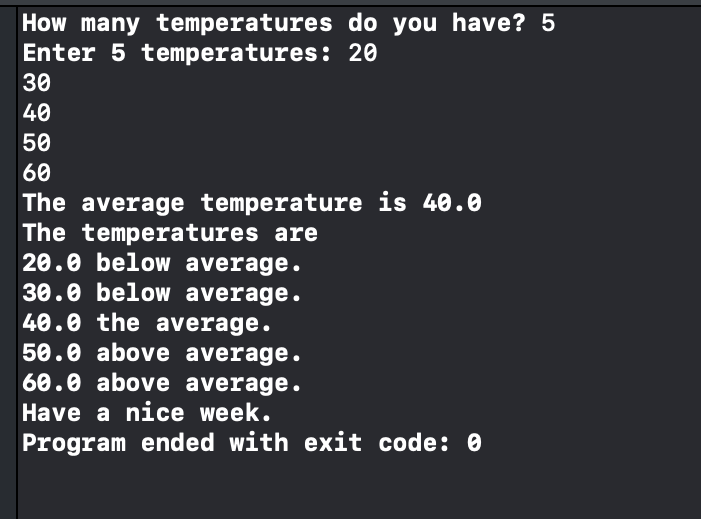 How many temperatures do you have? 5
Enter 5 temperatures: 20
30
40
50
60
The average temperature is 40.0
The temperatures are
20.0 below average.
30.0 below average.
40.0 the average.
50.0 above average.
60.0 above average.
Have a nice week.
Program ended with exit code: 0